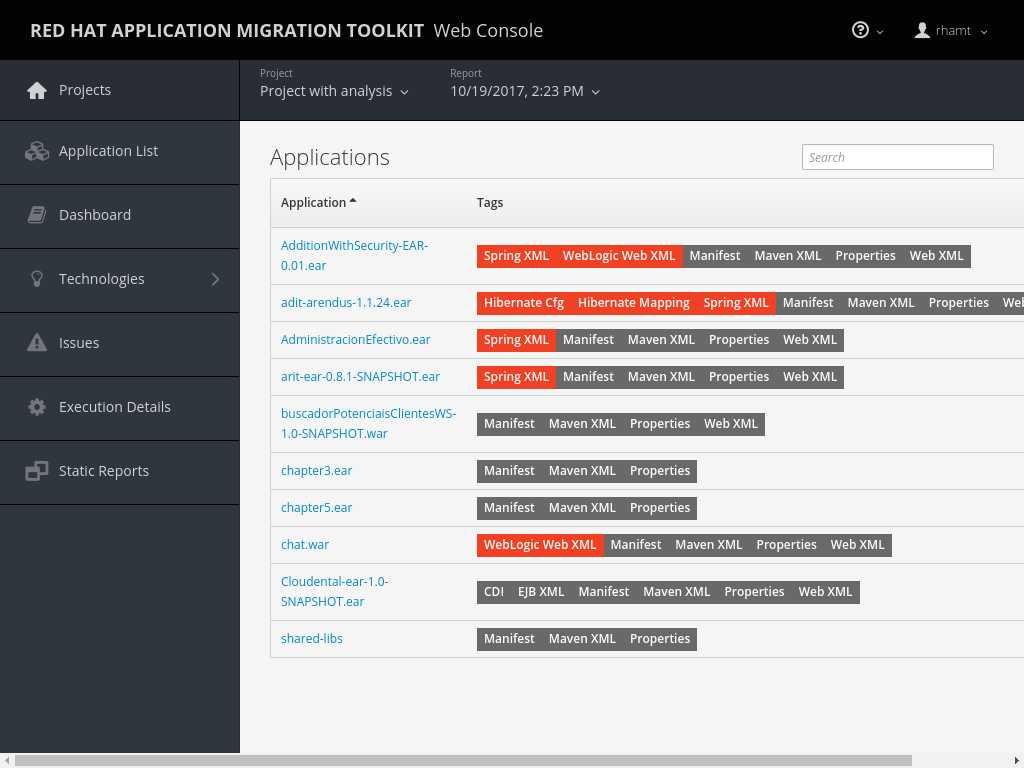 RED HAT APPLICATION MIGRATION TOOLKIT Web Console
rhamt
Projects
Project
Report
Project with analysis
10/19/2017, 2:23 PM
Application List
Dashboard
Technologies
Issues
Execution Details
Static Reports
Applications
Search
Application
Tags
AdditionWithSecurity-EAR-
0.01.ear
Spring XML WebLogic Web XML Manifest Maven XML Properties Web XML
adit-arendus-1.1.24.ear
Hibernate Cfg Hibernate Mapping Spring XML Manifest Maven XML Properties Web
AdministracionEfectivo.ear
Spring XML Manifest Maven XML Properties Web XML
arit-ear-0.8.1-SNAPSHOT.ear
Spring XML Manifest Maven XML Properties Web XML
buscadorPotenciaisClientesWS-
1.0-SNAPSHOT.war
Manifest Maven XML Properties Web XML
chapter3.ear
Manifest Maven XML Properties
chapter5.ear
Manifest Maven XML Properties
chat.war
WebLogic Web XML Manifest Maven XML Properties Web XML
Cloudental-ear-1.0-
SNAPSHOT.ear
CDI EJB XML Manifest Maven XML Properties Web XML
shared-libs
Manifest Maven XML Properties